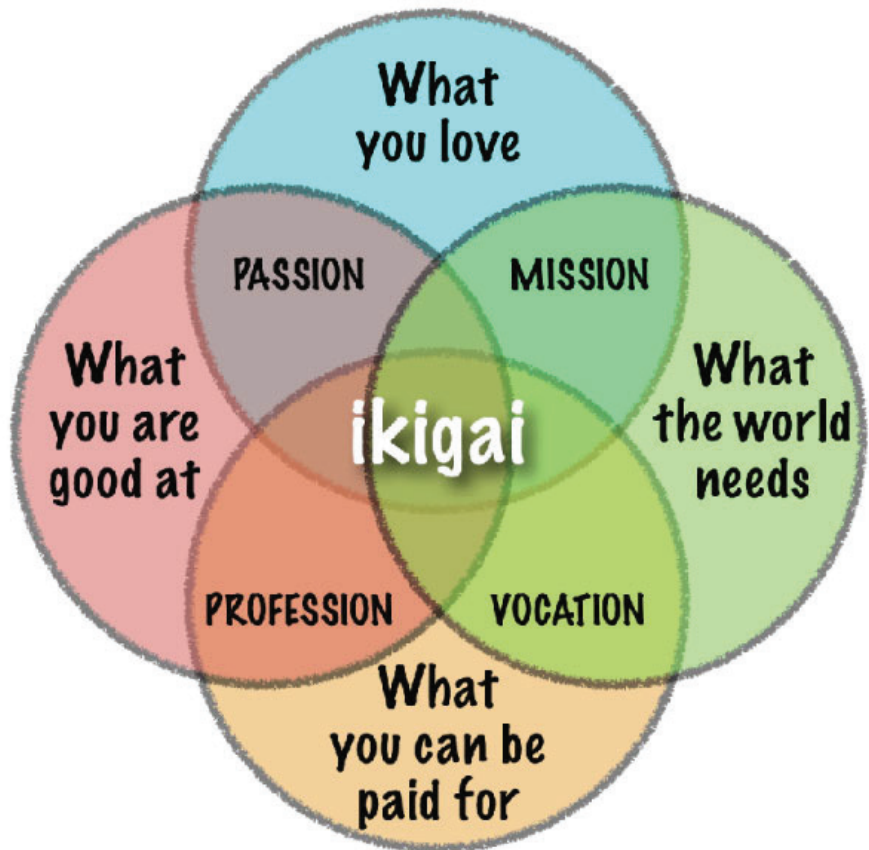 What
you love
PASSION
MISSION
What
you are
good at
ikigai
What
the world
needs
PROFESSION
VOCATION
What
you can be
paid for